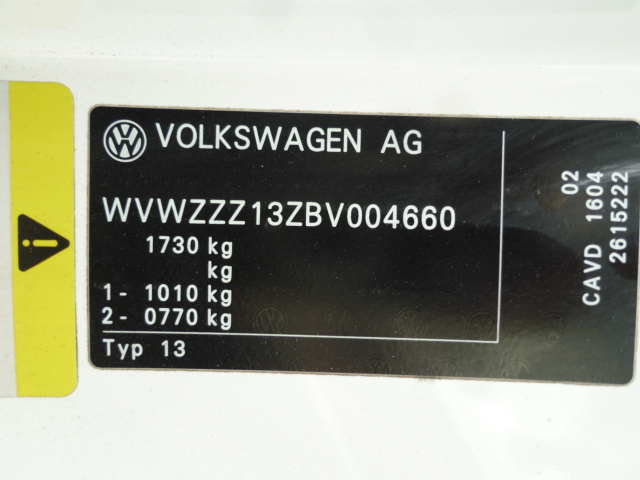 VOLKSWAGEN AG
WVWZZZ13ZBV004660
1730 kg
kg
1- 1010 kg
2- 0770 kg
Typ 13
02
CAVD 1604
2615222